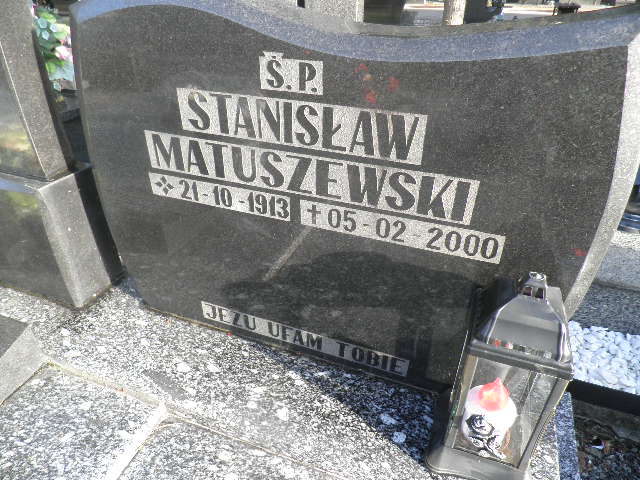 Ś. P.
STANISŁAW
MATUSZEWSKI
21-10-1913 † 05-02-2000
JEZU UFAM TOBIE